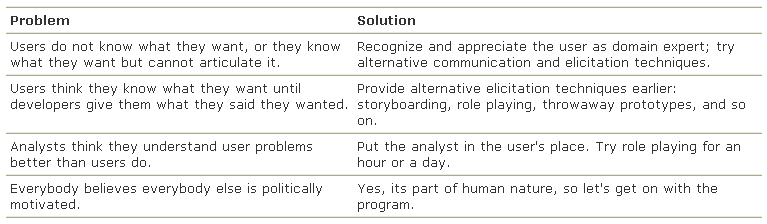 Problem Solution
Users do not know what they want, or they know
what they want but cannot articulate it.
Recognize and appreciate the user as domain expert; try
alternative communication and elicitation techniques.
Users think they know what they want until
developers give them what they said they wanted.
Provide alternative elicitation techniques earlier:
storyboarding, role playing, throwaway prototypes, and so
on.
Analysts think they understand user problems
better than users do.
Put the analyst in the user's place. Try role playing for an
hour or a day.
Everybody believes everybody else is politically
motivated.
Yes, its part of human nature, so let's get on with the
program.